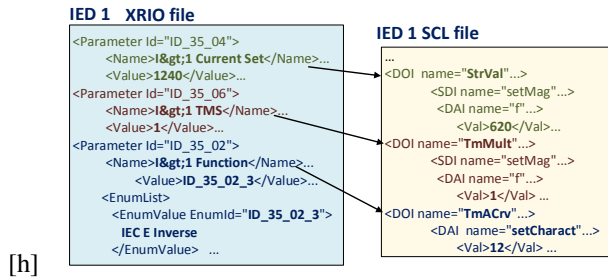 IED 1 XRIO file
<Parameter Id="ID_35_04">
<Name>I&gt;1 Current Set</Name>...
<Value>1240</Value>...
<Parameter Id="ID_35_06">
<Name>I&gt;1 TMS</Name>...
<Value>1</Value>...
<Parameter Id="ID_35_02">
<Name>I&gt;1 Function</Name>...
<Value>ID_35_02_3</Value>...
<EnumList>
<EnumValue EnumId="ID_35_02_3">
IEC E Inverse
</EnumValue> ...
IED 1 SCL file
...
<DOI name="StrVal"...>
<SDI name="setMag"...>
<DAI name="f"...>
<Val>620</Val>...
<DOI name="TmMult"...>
<SDI name="setMag"...>
<DAI name="f"...>
<Val>1</Val> ...
<DOI name="TmACrv"...>
<DAI name="setCharact"...>
<Val>12</Val> ...
[h]